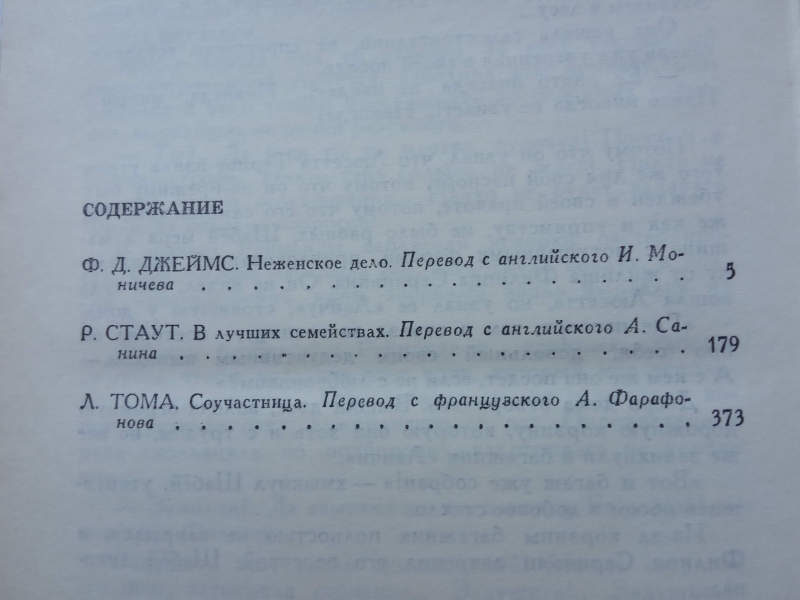 СОДЕРЖАНИЕ
Ф. Д. ДЖЕЙМС. Неженское дело. Перевод с английского И. Мо-
ничева . . . . . . . . . . . . . . . . . . . . 5
Р. СТАУТ. В лучших семействах. Перевод с английского А. Са-
нина . . . . . . . . . . . . . . . . . . . . 179
Л. ТОМА. Соучастница. Перевод с французского А. Фарафо-
нова . . . . . . . . . . . . . . . . . . . . 373